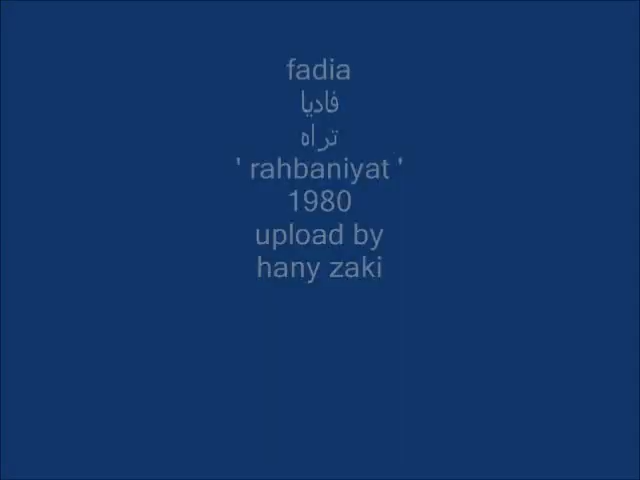 fadia
فاديا
تراه
' rahbaniyat '
1980
upload by
hany zaki